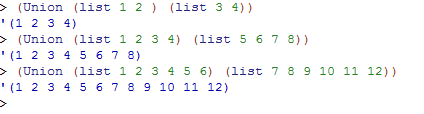 > (Union (list 1 2 ) (list 3 4))
'(1 2 3 4)
> (Union (list 1 2 3 4) (list 5 6 7 8))
'(1 2 3 4 5 6 7 8)
> (Union (list 1 2 3 4 5 6) (list 7 8 9 10 11 12))
'(1 2 3 4 5 6 7 8 9 10 11 12)
>